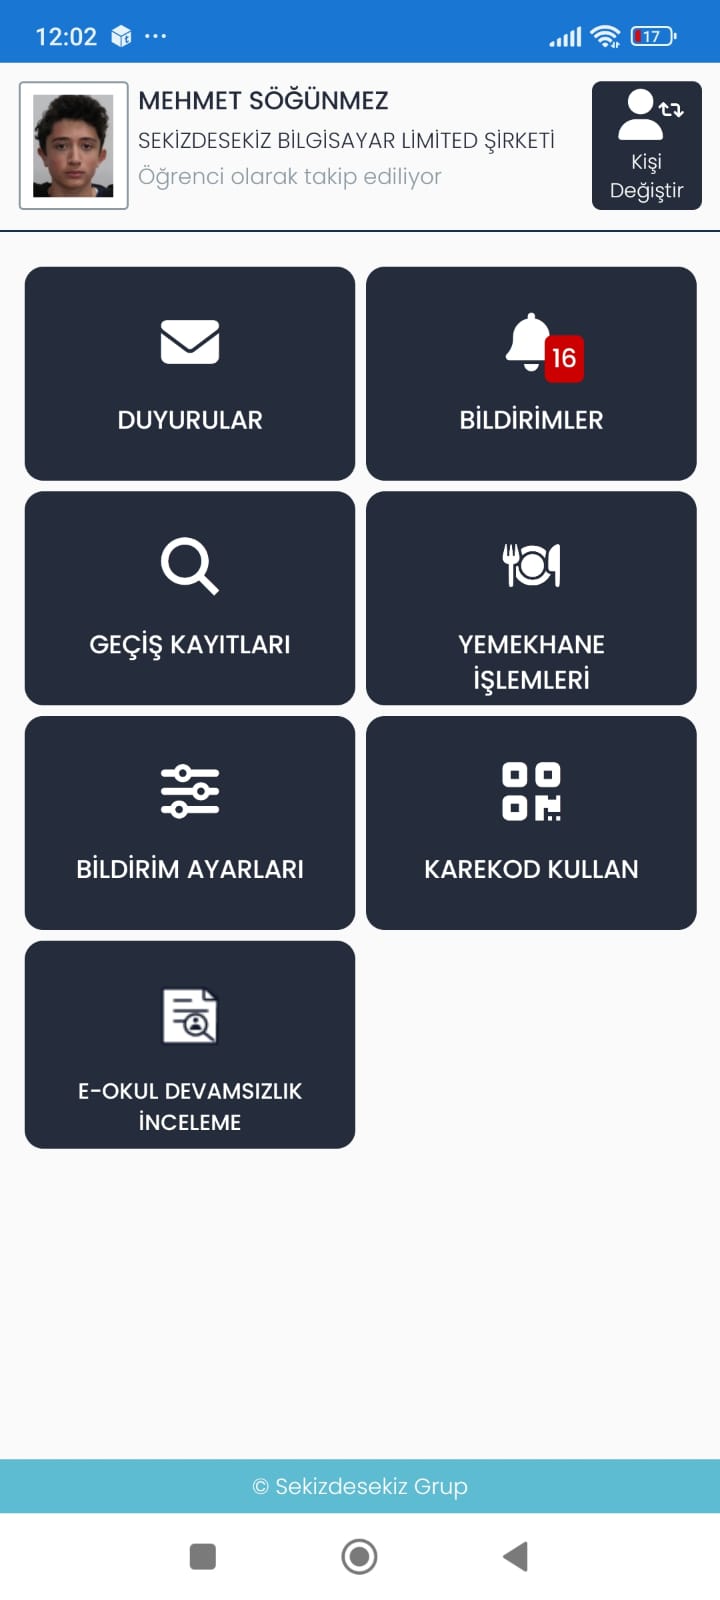 12:02
17
MEHMET SÖĞÜNMEZ
SEKİZDESEKİZ BİLGİSAYAR LİMİTED ŞİRKETİ
Öğrenci olarak takip ediliyor
Kişi
Değiştir
DUYURULAR
16
BİLDİRİMLER
GEÇİŞ KAYITLARI
YEMEKHANE
İŞLEMLERİ
BİLDİRİM AYARLARI
KAREKOD KULLAN
E-OKUL DEVAMSIZLIK
İNCELEME
© Sekizdesekiz Grup